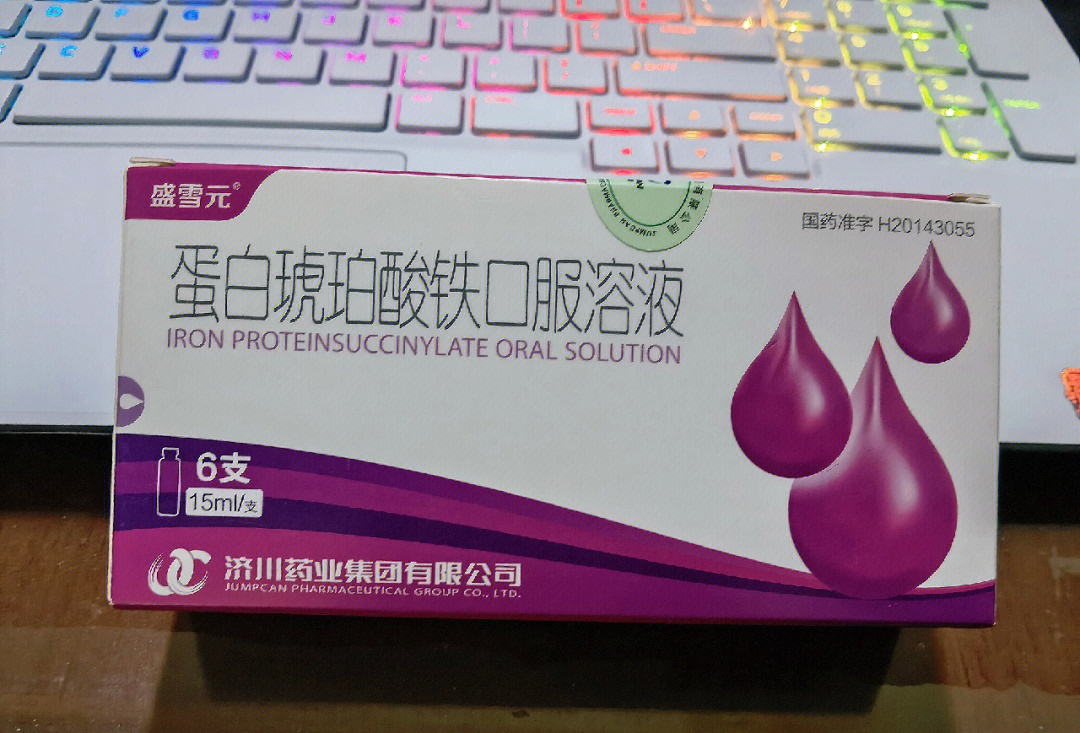 盛雪元®
国药准字 H20143055
蛋白琥珀酸铁口服溶液
IRON PROTEINSUCCINYLATE ORAL SOLUTION
6支
15ml/支
济川药业集团有限公司
JUMPCAN PHARMACEUTICAL GROUP CO., LTD.